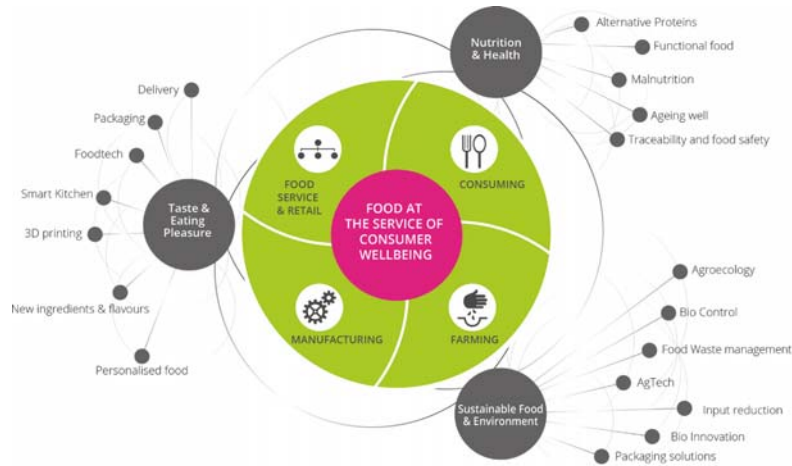 Nutrition
& Health
Alternative Proteins
Functional food
Malnutrition
Ageing well
Traceability and food safety
Delivery
Packaging
Foodtech
Smart Kitchen
3D printing
New ingredients & flavours
Personalised food
Taste &
Eating
Pleasure
FOOD
SERVICE
& RETAIL
CONSUMING
FOOD AT
THE SERVICE OF
CONSUMER
WELLBEING
MANUFACTURING
FARMING
Sustainable Food
& Environment
Agroecology
Bio Control
Food Waste management
AgTech
Input reduction
Bio Innovation
Packaging solutions